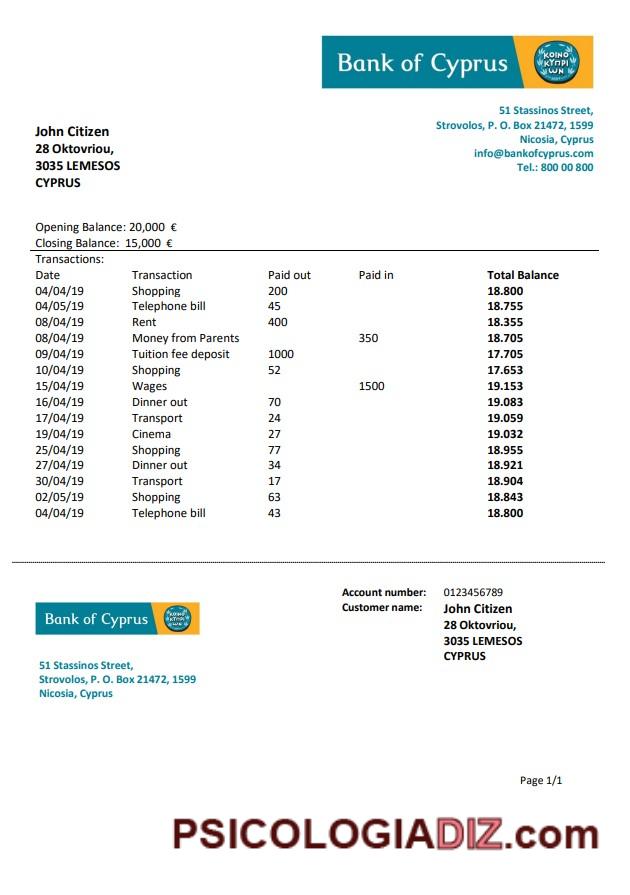 Bank of Cyprus
ΚΟΙΝΟ
ΚΥΠΡΙ
ΩΝ
51 Stassinos Street,
Strovolos, P. O. Box 21472, 1599
Nicosia, Cyprus
info@bankofcyprus.com
Tel.: 800 00 800
John Citizen
28 Oktovriou,
3035 LEMESOS
CYPRUS
Opening Balance: 20,000 €
Closing Balance: 15,000 €
Transactions:
Date Transaction Paid out Paid in Total Balance
04/04/19 Shopping 200 18.800
04/05/19 Telephone bill 45 18.755
08/04/19 Rent 400 18.355
08/04/19 Money from Parents 350 18.705
09/04/19 Tuition fee deposit 1000 17.705
10/04/19 Shopping 52 17.653
15/04/19 Wages 1500 19.153
16/04/19 Dinner out 70 19.083
17/04/19 Transport 24 19.059
19/04/19 Cinema 27 19.032
25/04/19 Shopping 77 18.955
27/04/19 Dinner out 34 18.921
30/04/19 Transport 17 18.904
02/05/19 Shopping 63 18.843
04/04/19 Telephone bill 43 18.800
Bank of Cyprus
ΚΟΙΝΟ
ΚΥΠΡΙ
ΩΝ
51 Stassinos Street,
Strovolos, P. O. Box 21472, 1599
Nicosia, Cyprus
Account number: 0123456789
Customer name: John Citizen
28 Oktovriou,
3035 LEMESOS
CYPRUS
Page 1/1
PSICOLOGIADIZ.com